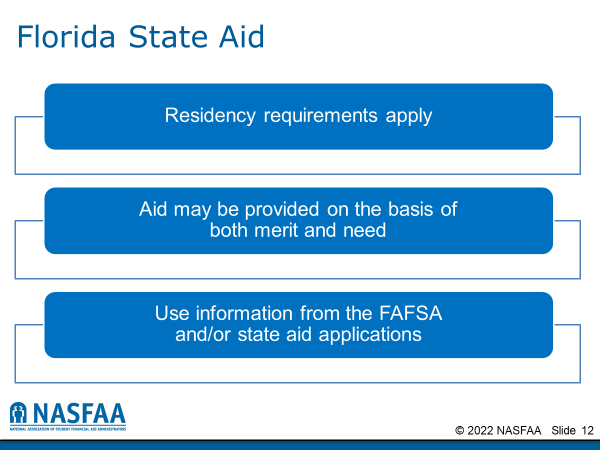 Florida State Aid
Residency requirements apply
Aid may be provided on the basis of
both merit and need
Use information from the FAFSA
and/or state aid applications
NASFAA
NATIONAL ASSOCIATION OF STUDENT FINANCIAL AID ADMINISTRATORS
© 2022 NASFAA Slide 12